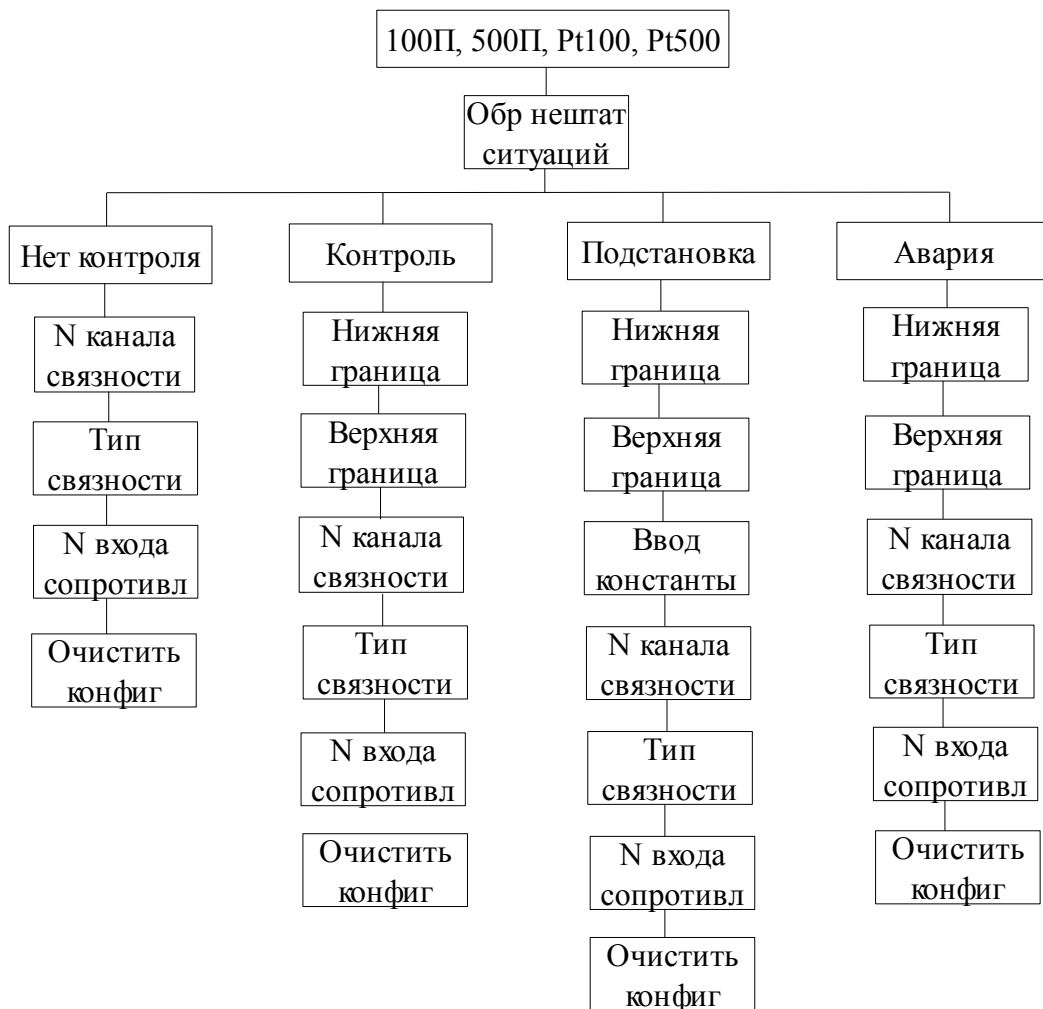 100П, 500П, Pt100, Pt500
Обр нештат
ситуаций
Нет контроля
N канала
связности
Тип
связности
N входа
сопротивл
Очистить
конфиг
Контроль
Нижняя
граница
Верхняя
граница
N канала
связности
Тип
связности
N входа
сопротивл
Очистить
конфиг
Подстановка
Нижняя
граница
Верхняя
граница
Ввод
константы
N канала
связности
Тип
связности
N входа
сопротивл
Очистить
конфиг
Авария
Нижняя
граница
Верхняя
граница
N канала
связности
Тип
связности
N входа
сопротивл
Очистить
конфиг